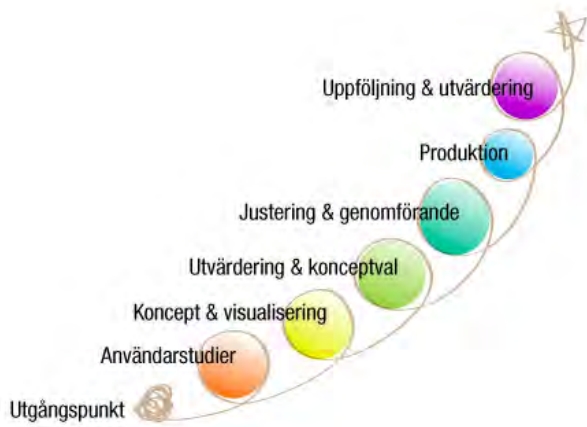 Uppföljning & utvärdering
Produktion
Justering & genomförande
Utvärdering & konceptval
Koncept & visualisering
Användarstudier
Utgångspunkt